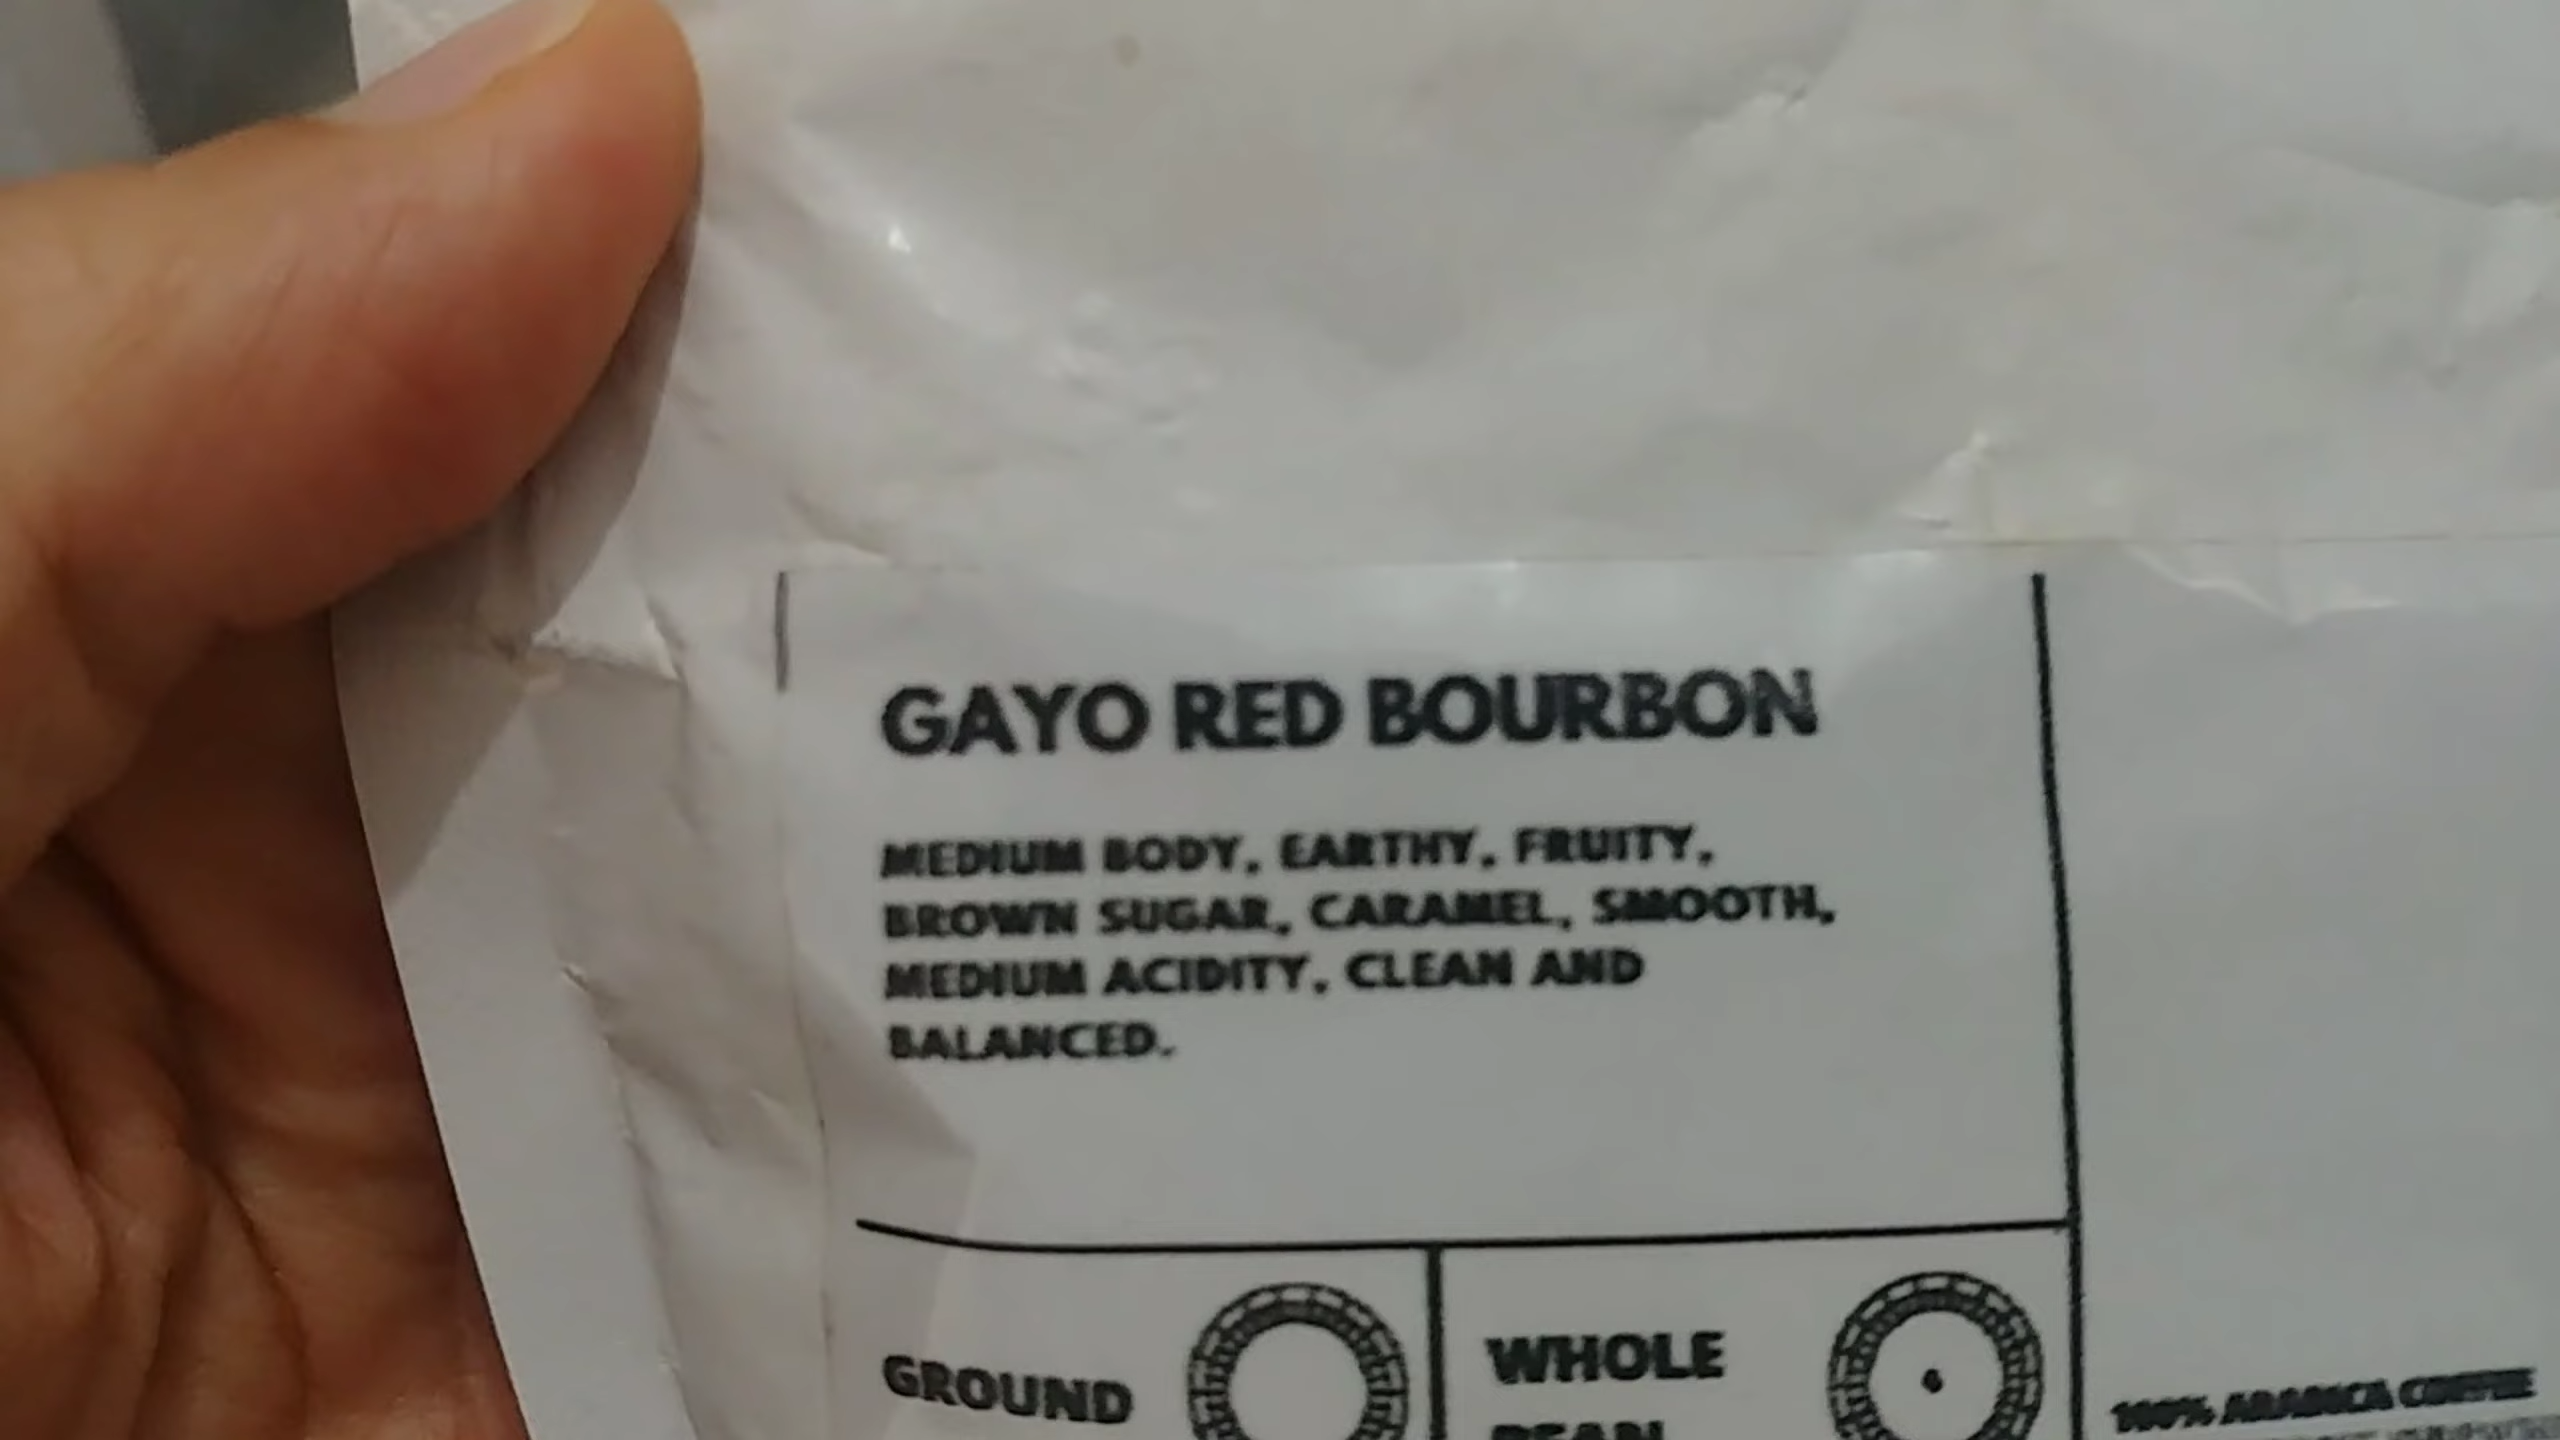 GAYO RED BOURBON
MEDIUM BODY, EARTHY, FRUITY,
BROWN SUGAR, CARAMEL, SMOOTH,
MEDIUM ACIDITY, CLEAN AND
BALANCED.
GROUND
WHOLE
BEAN
100% ARABICA COFFEE